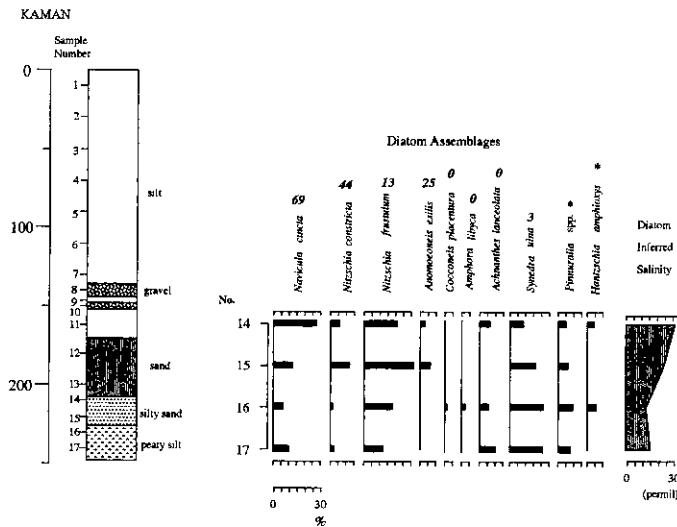 KAMAN
Sample
Number
0
100
200
1
2
3
4
5
6
7
8
9
10
11
12
13
14
15
16
17
silt
gravel
sand
silty sand
peary silt
Diatom Assemblages
69
Navicula cincta
44
Nitzschia constricta
13
Nitzschia frustulum
25
Anomoeoneis exilis
0
Cocconeis placentura
0
Amphora libyca
0
Achnanthes lanceolata
3
Synedra ulna
*
Pinnuralia spp.
*
Hantzschia amphioxys
Diatom
Inferred
Salinity
No.
14
15
16
17
0 30
%
0 30
(permil)